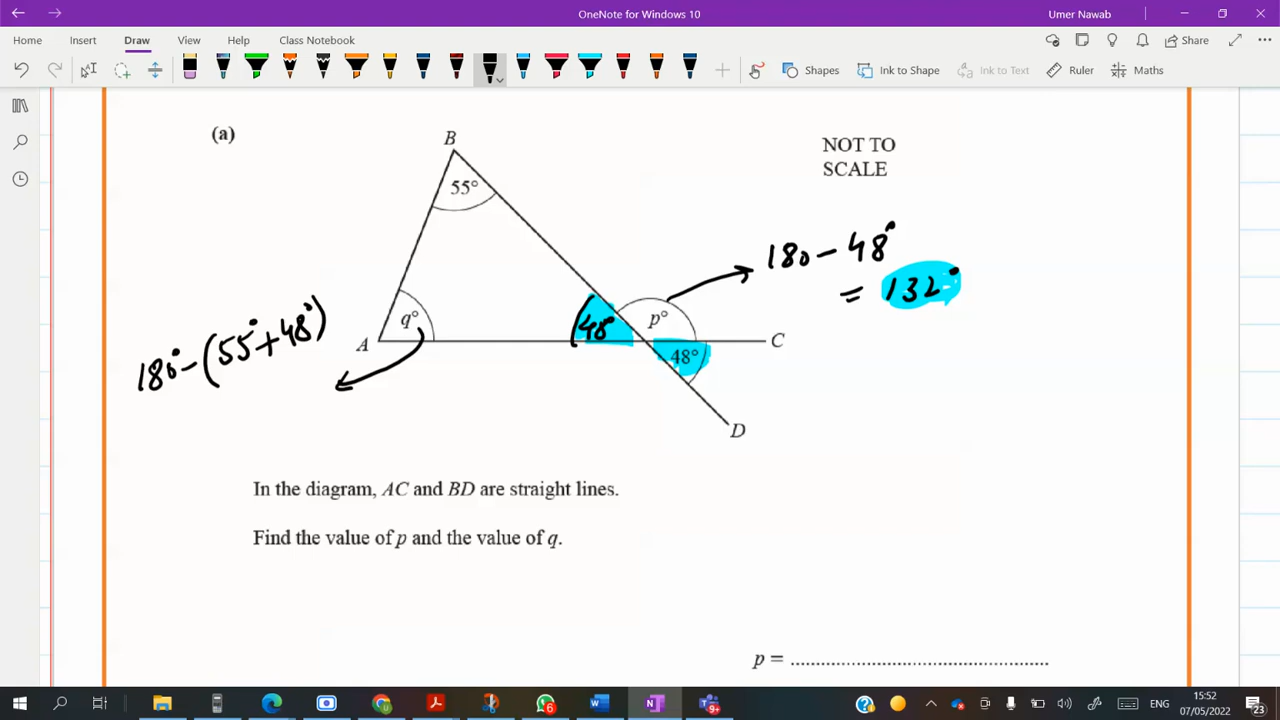 OneNote for Windows 10
Umer Nawab
Home Insert Draw View Help Class Notebook
Share
Shapes Ink to Shape Ink to Text Ruler Maths
(a)
B
NOT TO
SCALE
55°
180 - 48°
= 132°
180° - (55° + 48°)
q°
48°
p°
A
C
48°
D
In the diagram, AC and BD are straight lines.
Find the value of p and the value of q.
p = ....................................................
9+
ENG
15:52
07/05/2022
23